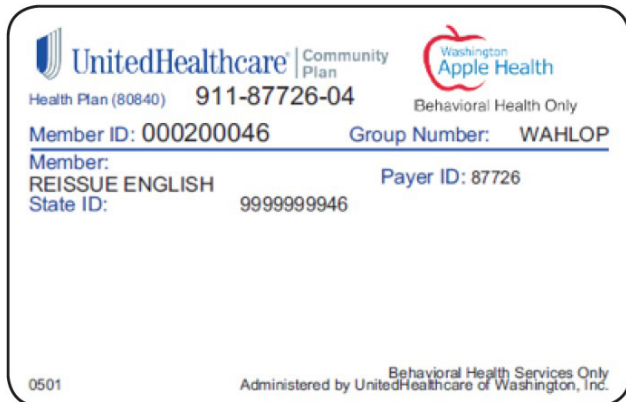 UnitedHealthcare® Community Plan
Washington Apple Health
Health Plan (80840) 911-87726-04
Behavioral Health Only
Member ID: 000200046 Group Number: WAHLOP
Member:
REISSUE ENGLISH
Payer ID: 87726
State ID: 9999999946
Behavioral Health Services Only
0501 Administered by UnitedHealthcare of Washington, Inc.